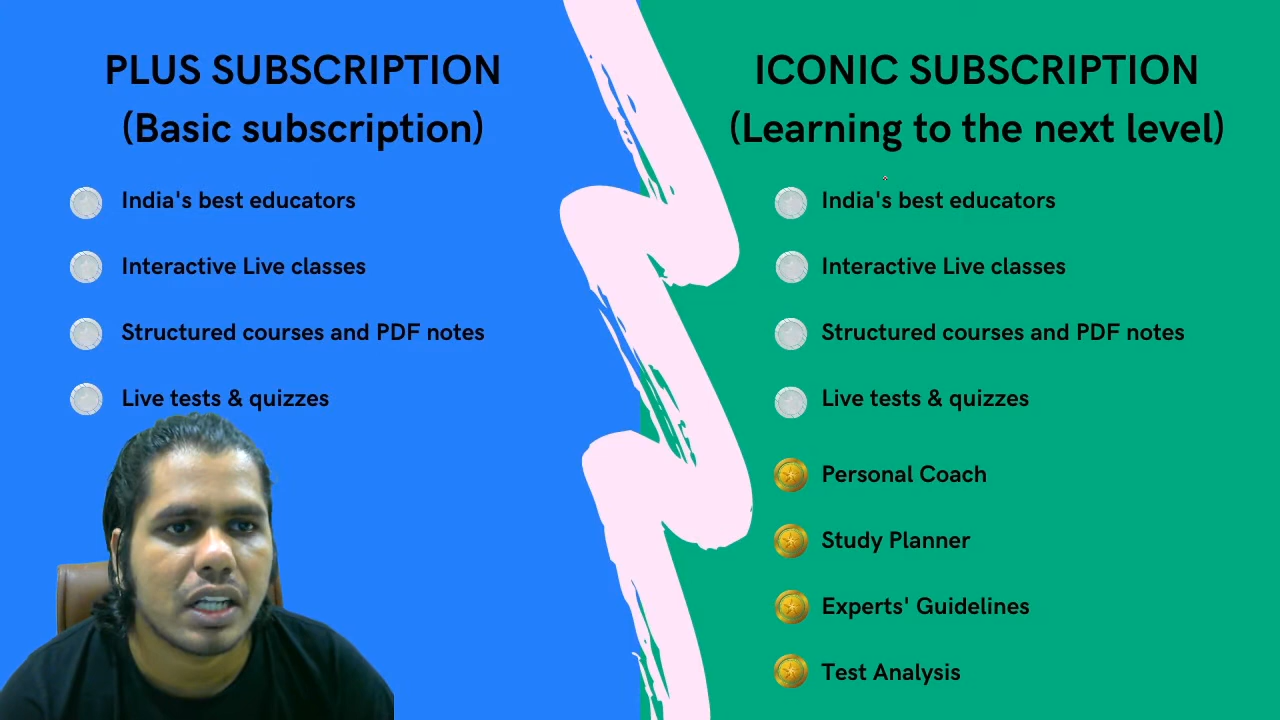 PLUS SUBSCRIPTION
(Basic subscription)
India's best educators
Interactive Live classes
Structured courses and PDF notes
Live tests & quizzes
ICONIC SUBSCRIPTION
(Learning to the next level)
India's best educators
Interactive Live classes
Structured courses and PDF notes
Live tests & quizzes
Personal Coach
Study Planner
Experts' Guidelines
Test Analysis